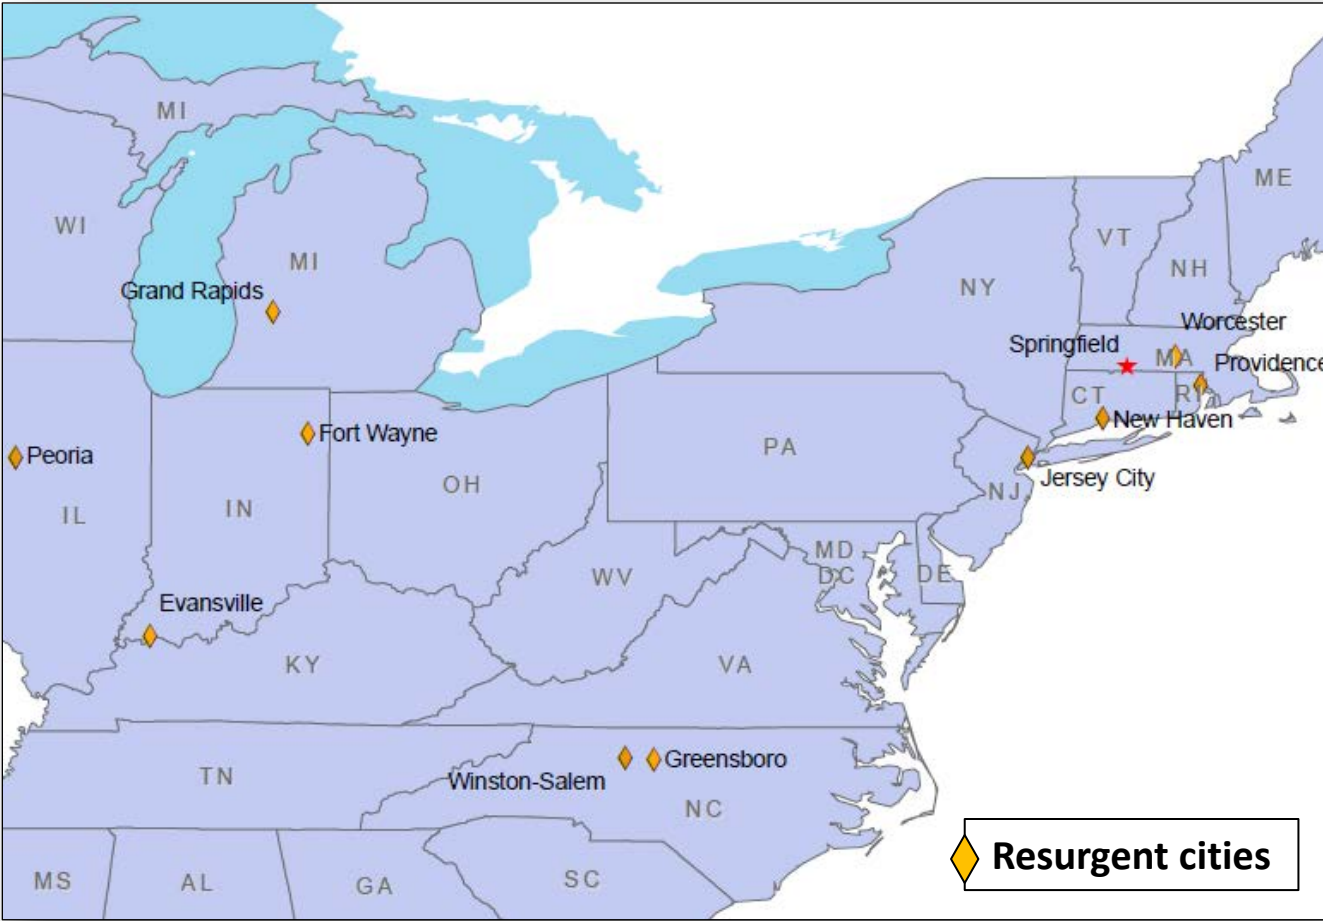 MI
ME
WI
VT
MI
NH
NY
Grand Rapids
Worcester
Springfield
MA
Providence
CT
RI
New Haven
Fort Wayne
Peoria
PA
OH
Jersey City
NJ
IL
IN
MD
DC
DE
WV
Evansville
KY
VA
Greensboro
TN
Winston-Salem
NC
Resurgent cities
MS
AL
GA
SC